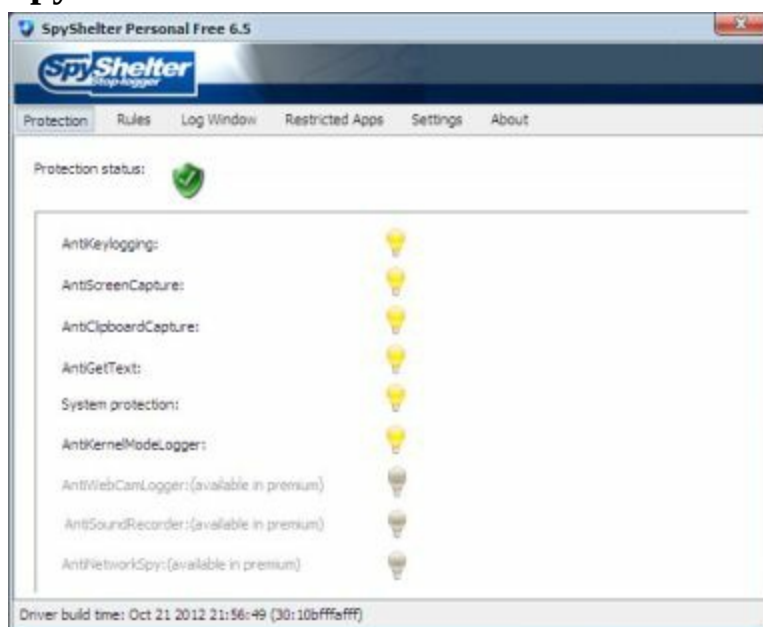 SpyShelter Personal Free 6.5
SpyShelter
Stop-logger
Protection Rules Log Window Restricted Apps Settings About
Protection status:
AntiKeylogging:
AntiScreenCapture:
AntiClipboardCapture:
AntiGetText:
System protection:
AntiKernelModeLogger:
AntiWebCamLogger:(available in premium)
AntiSoundRecorder:(available in premium)
AntiNetworkSpy:(available in premium)
Driver build time: Oct 21 2012 21:56:49 (30:10bfffafff)